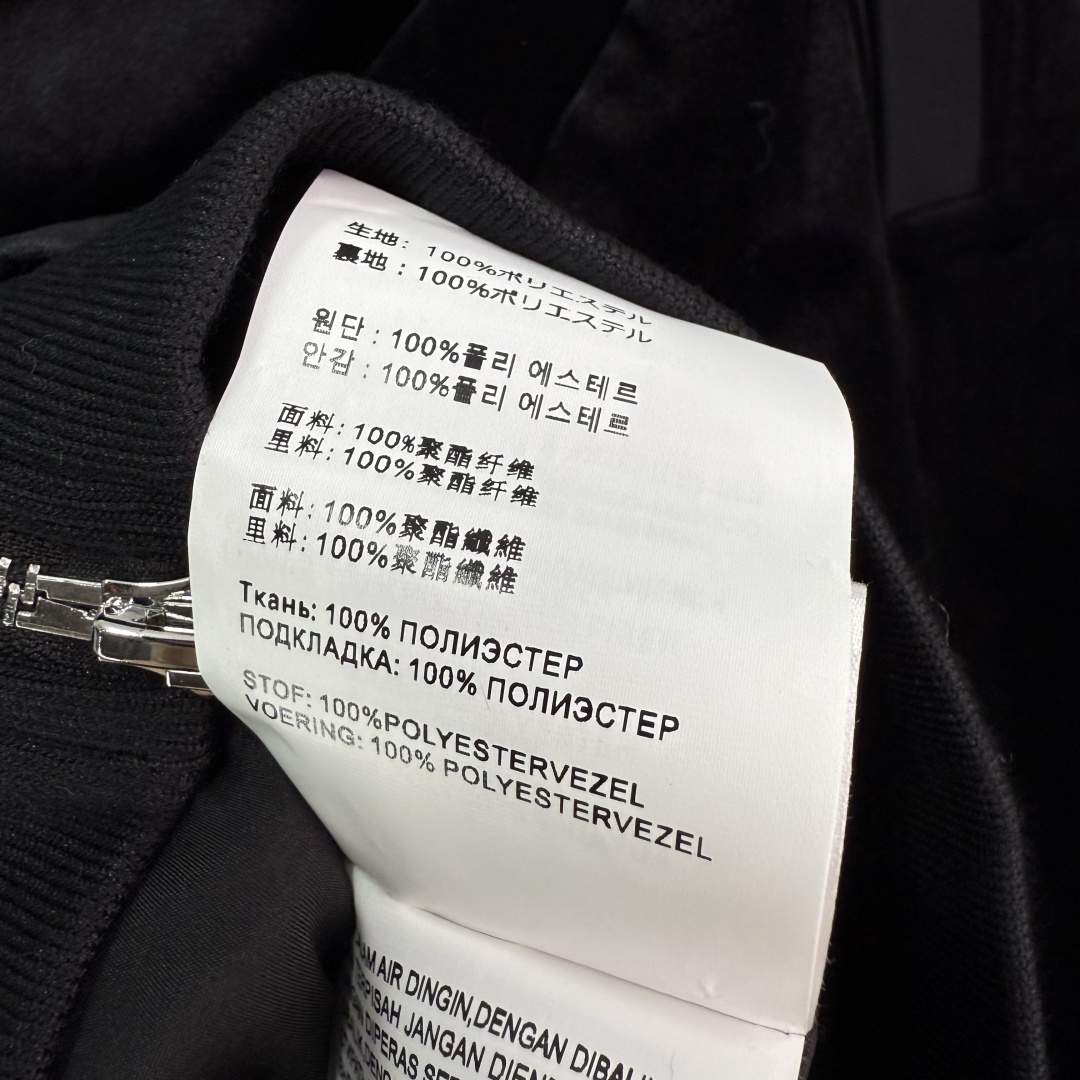 生地: 100%ポリエステル
裏地 : 100%ポリエステル
원단 : 100%폴리 에스테르
안감 : 100%폴리 에스테르
面料: 100%聚酯纤维
里料: 100%聚酯纤维
面料: 100%聚酯纖維
里料: 100%聚酯纖維
Ткань: 100% ПОЛИЭСТЕР
ПОДКЛАДКА: 100% ПОЛИЭСТЕР
STOF: 100%POLYESTERVEZEL
VOERING: 100% POLYESTERVEZEL
AIR DINGIN,DENGAN
JANGAN
DIPERAS